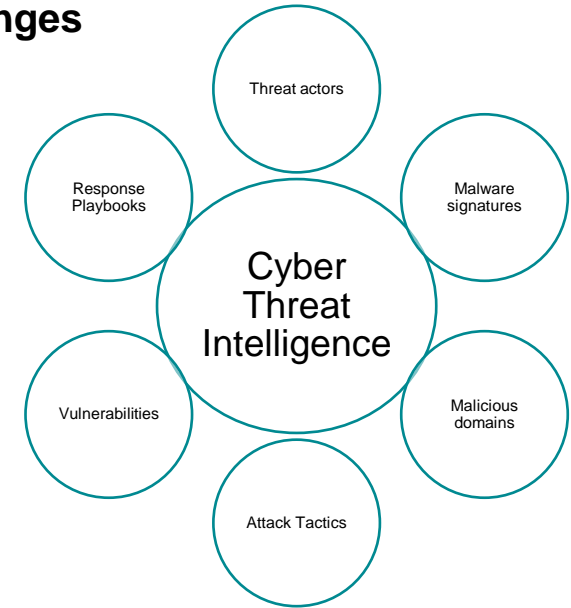 nges
Threat actors
Response
Playbooks
Malware
signatures
Cyber
Threat
Intelligence
Vulnerabilities
Malicious
domains
Attack Tactics